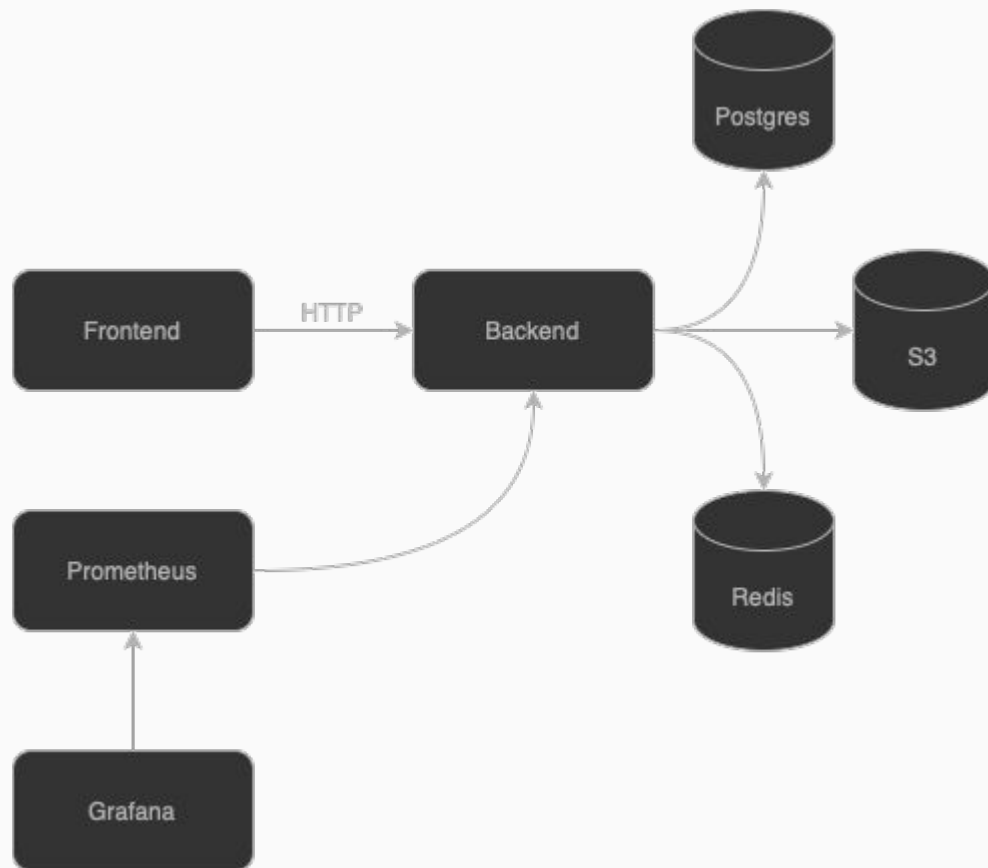 Postgres
Frontend
HTTP
Backend
S3
Prometheus
Redis
Grafana